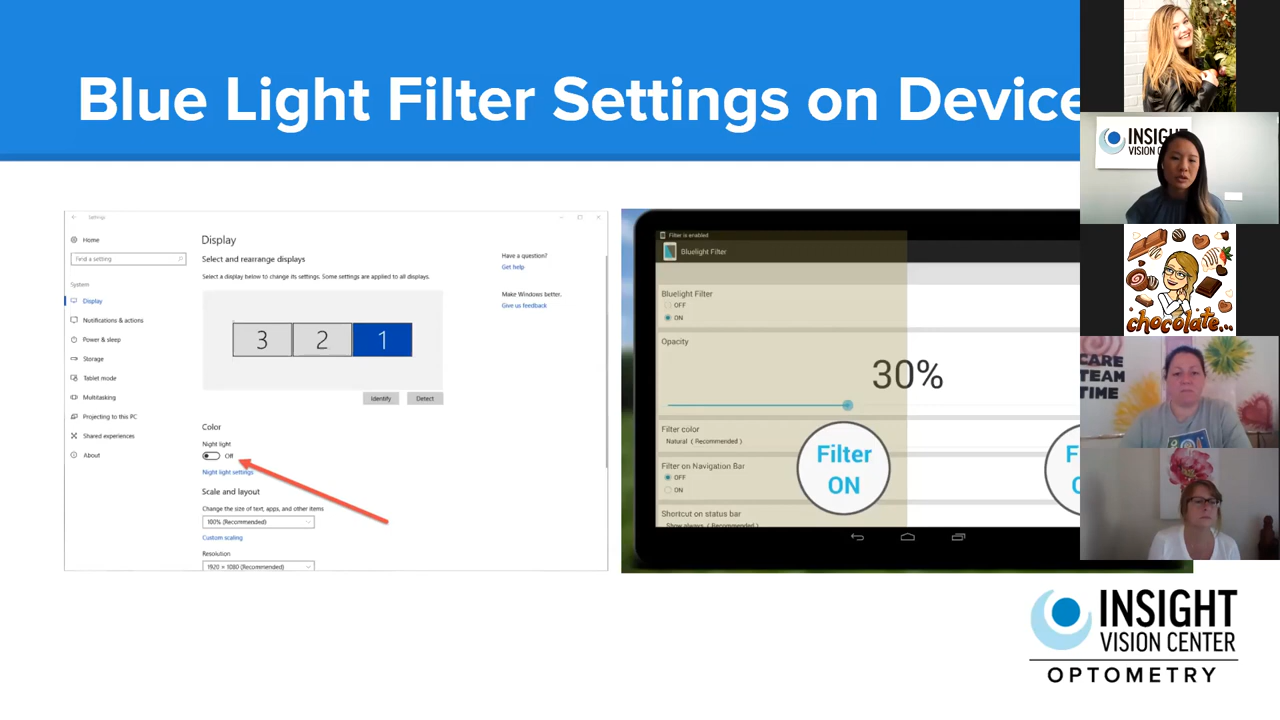 Blue Light Filter Settings on Device
Settings
Home
Find a setting
System
Display
Notifications & actions
Power & sleep
Storage
Tablet mode
Multitasking
Projecting to this PC
Shared experiences
About
Display
Select and rearrange displays
Select a display below to change its settings. Some settings are applied to all displays.
3 2 1
Identify Detect
Color
Night light
Off
Night light settings
Scale and layout
Change the size of text, apps, and other items
100% (Recommended)
Custom scaling
Resolution
1920 × 1080 (Recommended)
Have a question?
Get help
Make Windows better.
Give us feedback
Filter is enabled
Bluelight Filter
Bluelight Filter
OFF
ON
Opacity
30%
Filter color
Natural ( Recommended )
Filter on Navigation Bar
OFF
ON
Shortcut on status bar
Show always ( Recommended )
Filter
ON
INSIGHT
VISION CE
chocolate...
CARE
TEAM
TIME
INSIGHT
VISION CENTER
OPTOMETRY